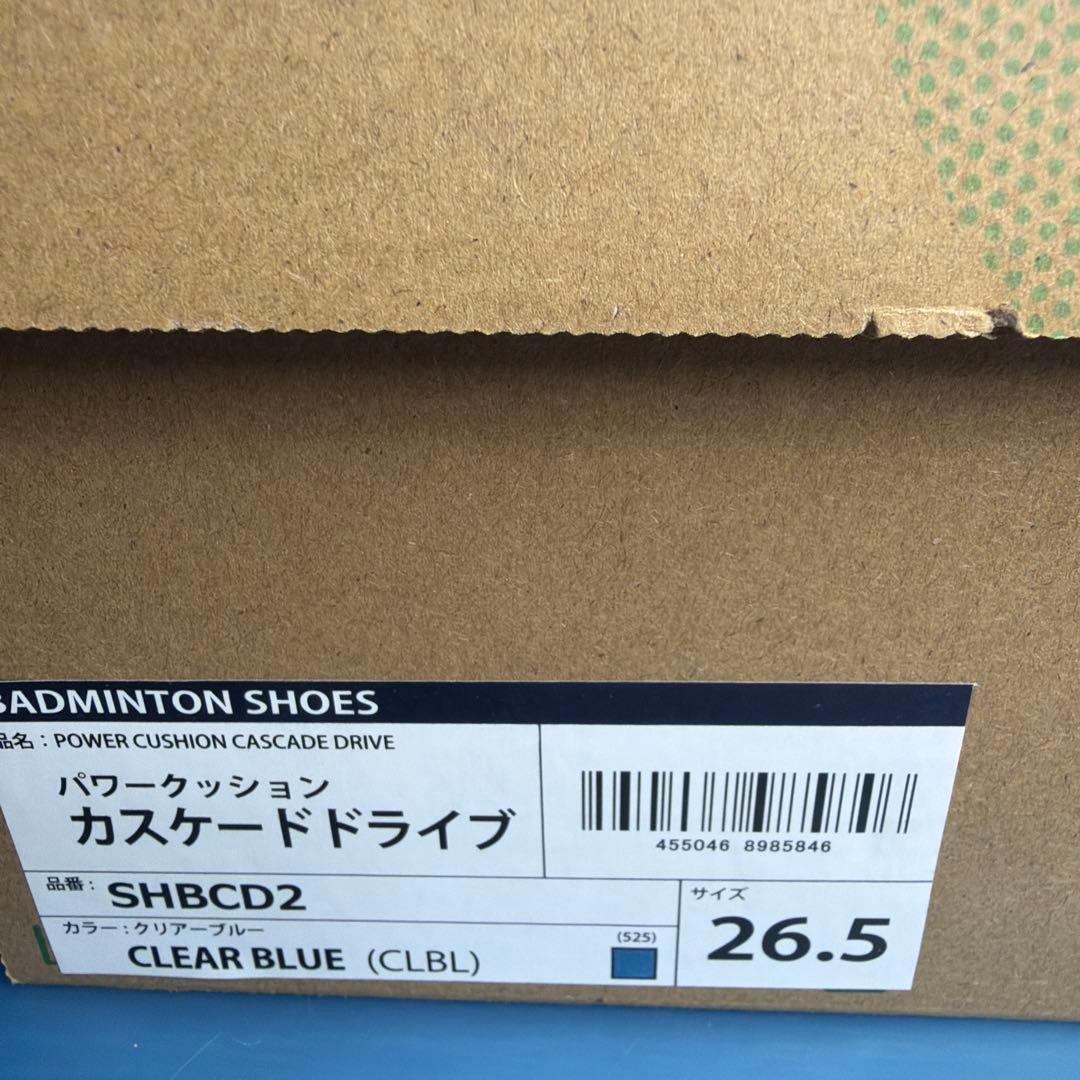 BADMINTON SHOES
品名：POWER CUSHION CASCADE DRIVE
パワークッション
カスケードドライブ
455046 8985846
品番：
SHBCD2
カラー：クリアーブルー
CLEAR BLUE (CLBL)
(525)
サイズ
26.5